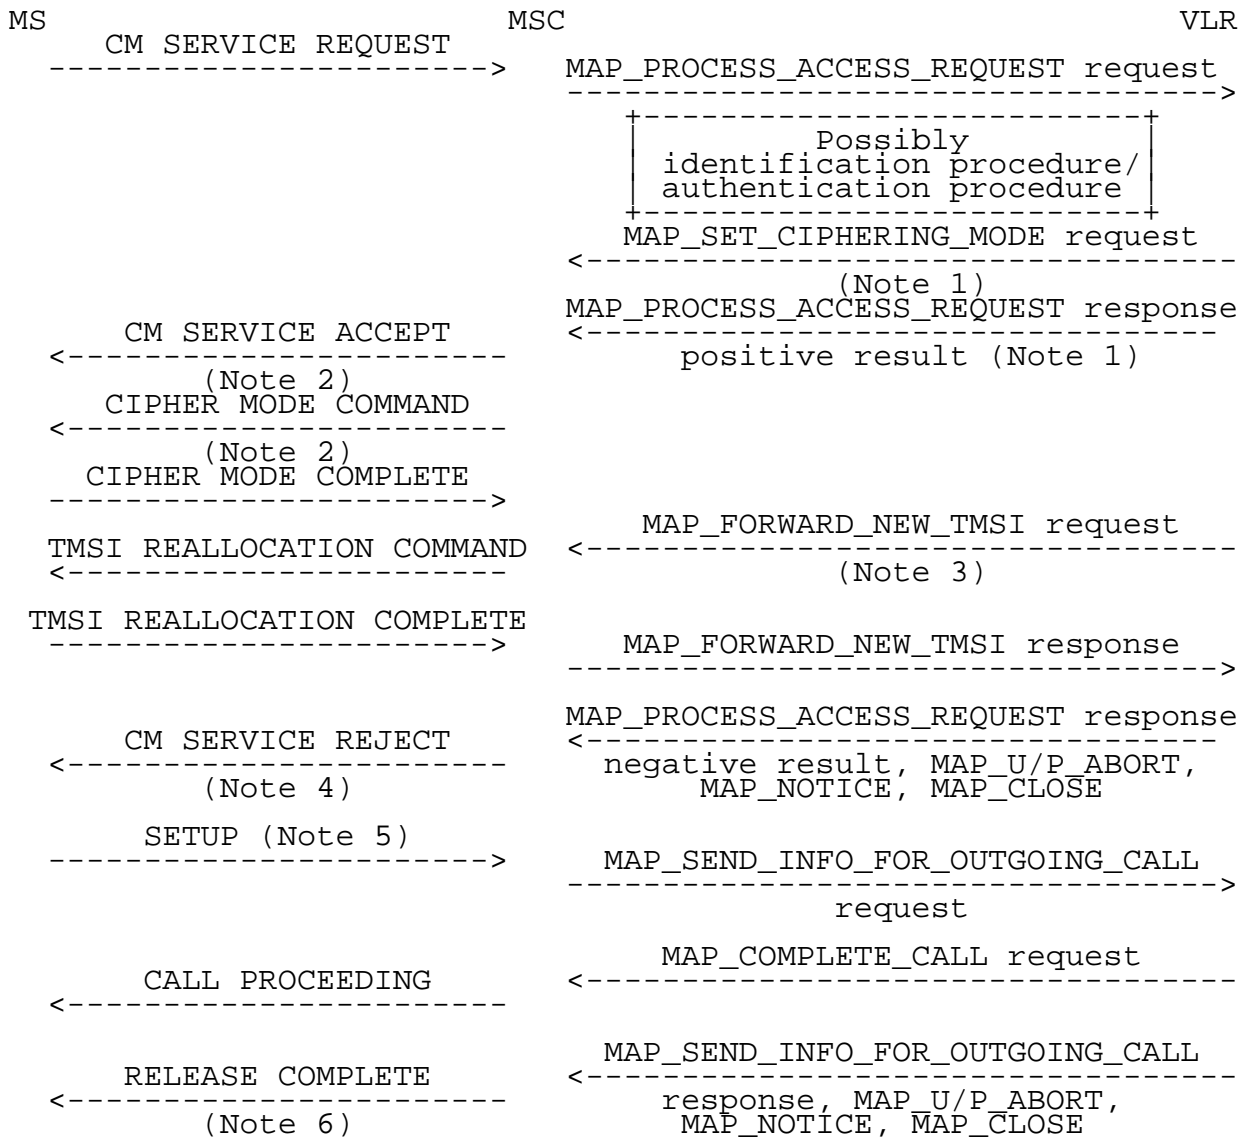 MS MSC VLR
CM SERVICE REQUEST
------------------------> MAP_PROCESS_ACCESS_REQUEST request
---------------------------------->
+--------------------------+
| Possibly |
| identification procedure/|
| authentication procedure |
+--------------------------+
MAP_SET_CIPHERING_MODE request
<----------------------------------
(Note 1)
MAP_PROCESS_ACCESS_REQUEST response
CM SERVICE ACCEPT <---------------------------------
<----------------------- positive result (Note 1)
(Note 2)
CIPHER MODE COMMAND
<-----------------------
(Note 2)
CIPHER MODE COMPLETE
----------------------->
MAP_FORWARD_NEW_TMSI request
TMSI REALLOCATION COMMAND <----------------------------------
<----------------------- (Note 3)
TMSI REALLOCATION COMPLETE
-----------------------> MAP_FORWARD_NEW_TMSI response
---------------------------------->
MAP_PROCESS_ACCESS_REQUEST response
CM SERVICE REJECT <---------------------------------
<----------------------- negative result, MAP_U/P_ABORT,
(Note 4) MAP_NOTICE, MAP_CLOSE
SETUP (Note 5)
-----------------------> MAP_SEND_INFO_FOR_OUTGOING_CALL
---------------------------------->
request
MAP_COMPLETE_CALL request
CALL PROCEEDING <----------------------------------
<-----------------------
MAP_SEND_INFO_FOR_OUTGOING_CALL
RELEASE COMPLETE <----------------------------------
<----------------------- response, MAP_U/P_ABORT,
(Note 6) MAP_NOTICE, MAP_CLOSE